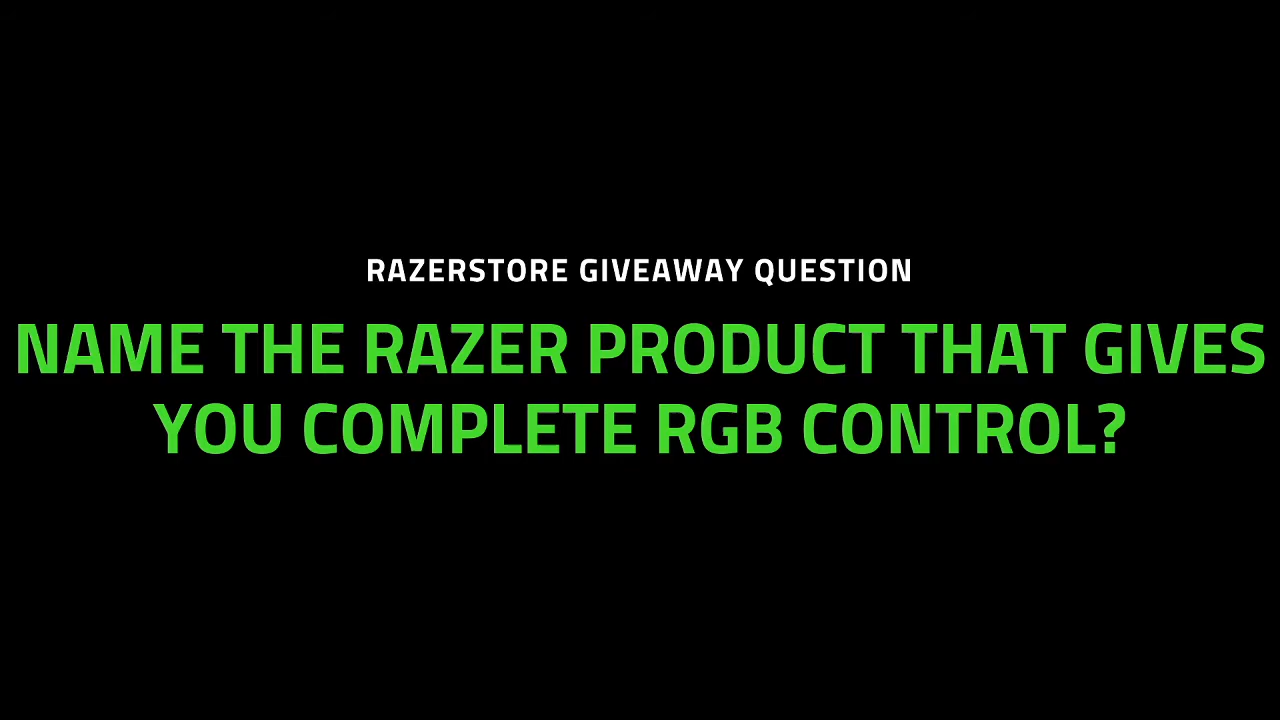 RAZERSTORE GIVEAWAY QUESTION
NAME THE RAZER PRODUCT THAT GIVES
YOU COMPLETE RGB CONTROL?